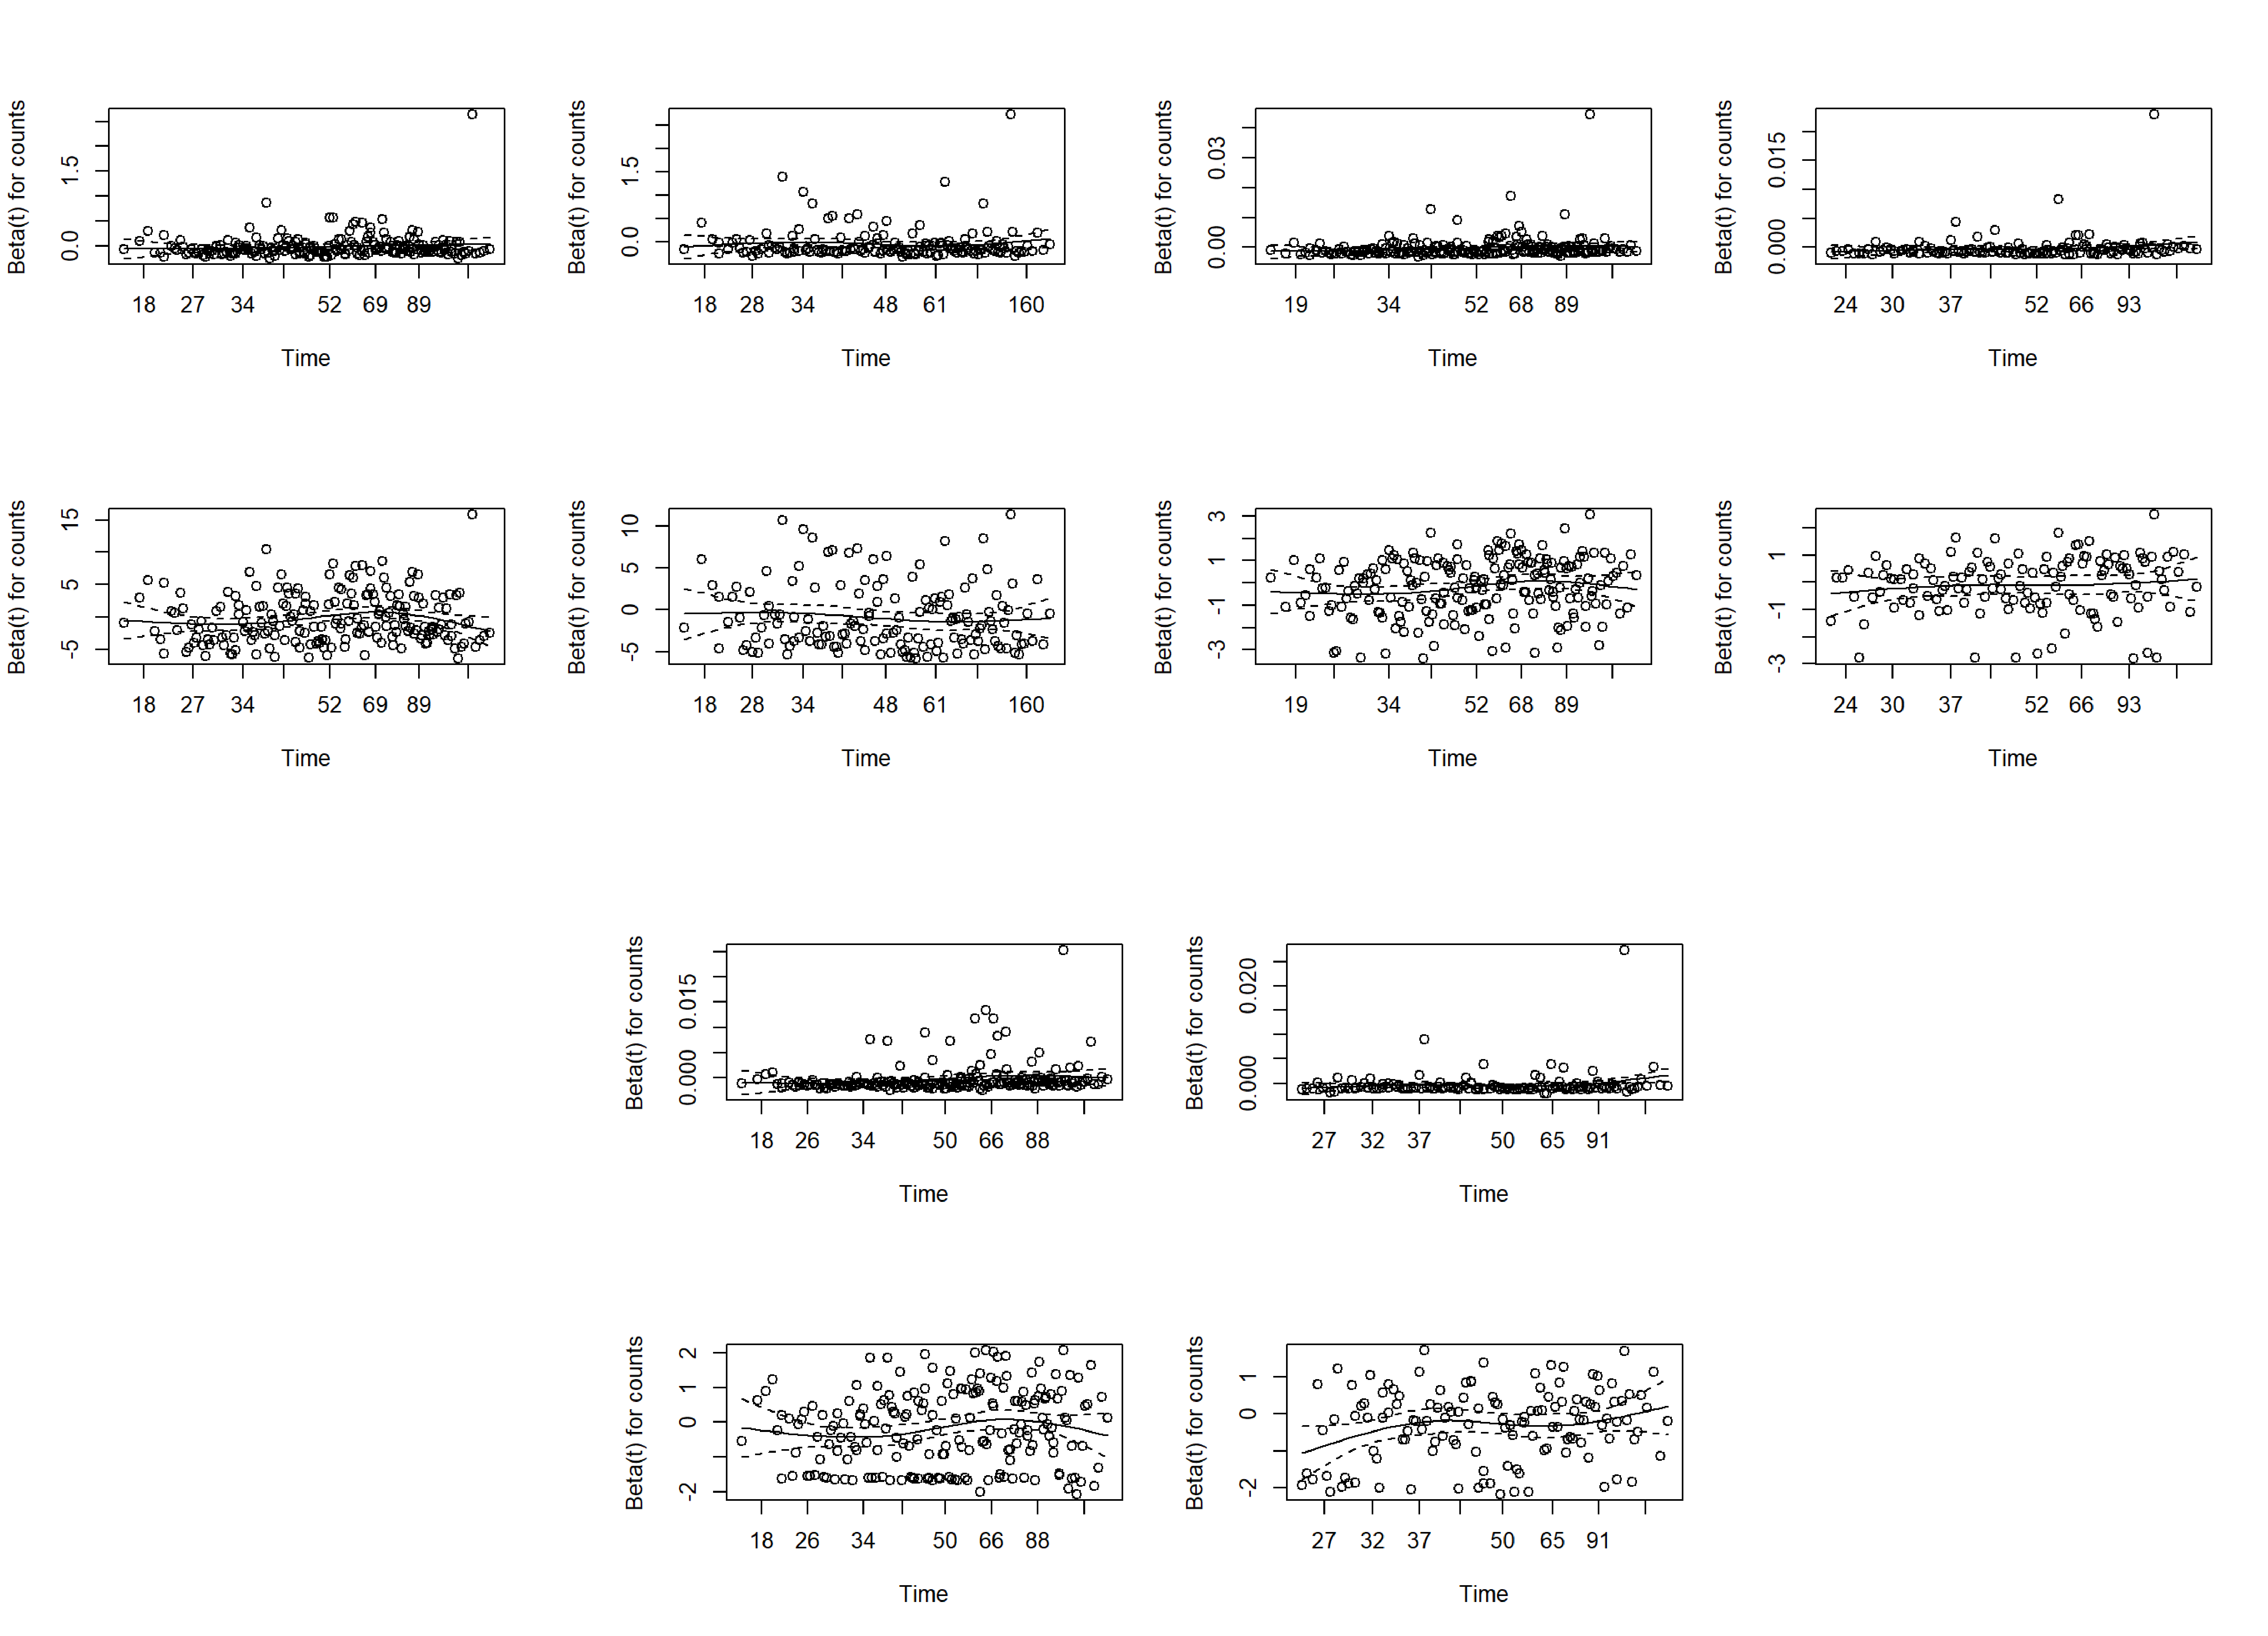 Beta(t) for counts
0.0 1.5
18 27 34 52 69 89
Time
Beta(t) for counts
0.0 1.5
18 28 34 48 61 160
Time
Beta(t) for counts
0.00 0.03
19 34 52 68 89
Time
Beta(t) for counts
0.000 0.015
24 30 37 52 66 93
Time
Beta(t) for counts
-5 5 15
18 27 34 52 69 89
Time
Beta(t) for counts
-5 0 5 10
18 28 34 48 61 160
Time
Beta(t) for counts
-3 -1 1 3
19 34 52 68 89
Time
Beta(t) for counts
-3 -1 1
24 30 37 52 66 93
Time
Beta(t) for counts
0.000 0.015
18 26 34 50 66 88
Time
Beta(t) for counts
0.000 0.020
27 32 37 50 65 91
Time
Beta(t) for counts
-2 0 1 2
18 26 34 50 66 88
Time
Beta(t) for counts
-2 0 1
27 32 37 50 65 91
Time